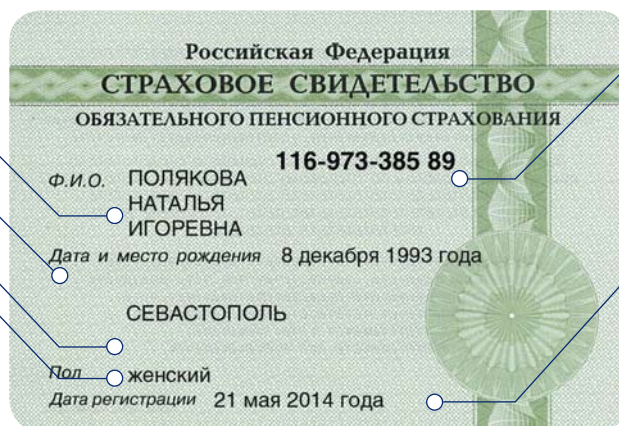 Российская Федерация
СТРАХОВОЕ СВИДЕТЕЛЬСТВО
ОБЯЗАТЕЛЬНОГО ПЕНСИОННОГО СТРАХОВАНИЯ
116-973-385 89
Ф.И.О. ПОЛЯКОВА
НАТАЛЬЯ
ИГОРЕВНА
Дата и место рождения 8 декабря 1993 года
СЕВАСТОПОЛЬ
Пол женский
Дата регистрации 21 мая 2014 года